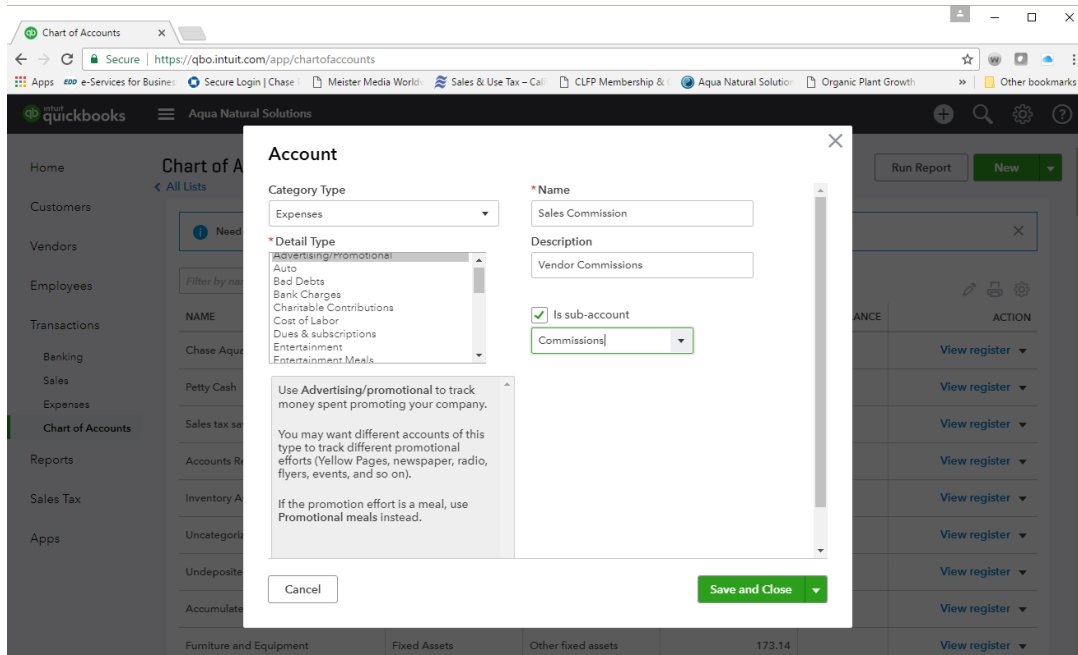 Chart of Accounts
Secure https://qbo.intuit.com/app/chartofaccounts
Apps EDD e-Services for Busines Secure Login | Chase Meister Media World Sales & Use Tax – Cali CLFP Membership & Aqua Natural Solution Organic Plant Growth » Other bookmarks
qb intuit quickbooks Aqua Natural Solutions
Home
Customers
Vendors
Employees
Transactions
Banking
Sales
Expenses
Chart of Accounts
Reports
Sales Tax
Apps
Chart of A
All Lists
Run Report New
Need
Filter by na
NAME ANCE ACTION
Chase Aqua View register
Petty Cash View register
Sales tax sa View register
Accounts Re View register
Inventory A View register
Uncategoriz View register
Undeposite View register
Accumulate View register
Furniture and Equipment Fixed Assets Other fixed assets 173.14 View register
Account
Category Type
Expenses
*Detail Type
Advertising/Promotional
Auto
Bad Debts
Bank Charges
Charitable Contributions
Cost of Labor
Dues & subscriptions
Entertainment
Entertainment Meals
Use Advertising/promotional to track
money spent promoting your company.
You may want different accounts of this
type to track different promotional
efforts (Yellow Pages, newspaper, radio,
flyers, events, and so on).
If the promotion effort is a meal, use
Promotional meals instead.
*Name
Sales Commission
Description
Vendor Commissions
Is sub-account
Commissions
Cancel
Save and Close